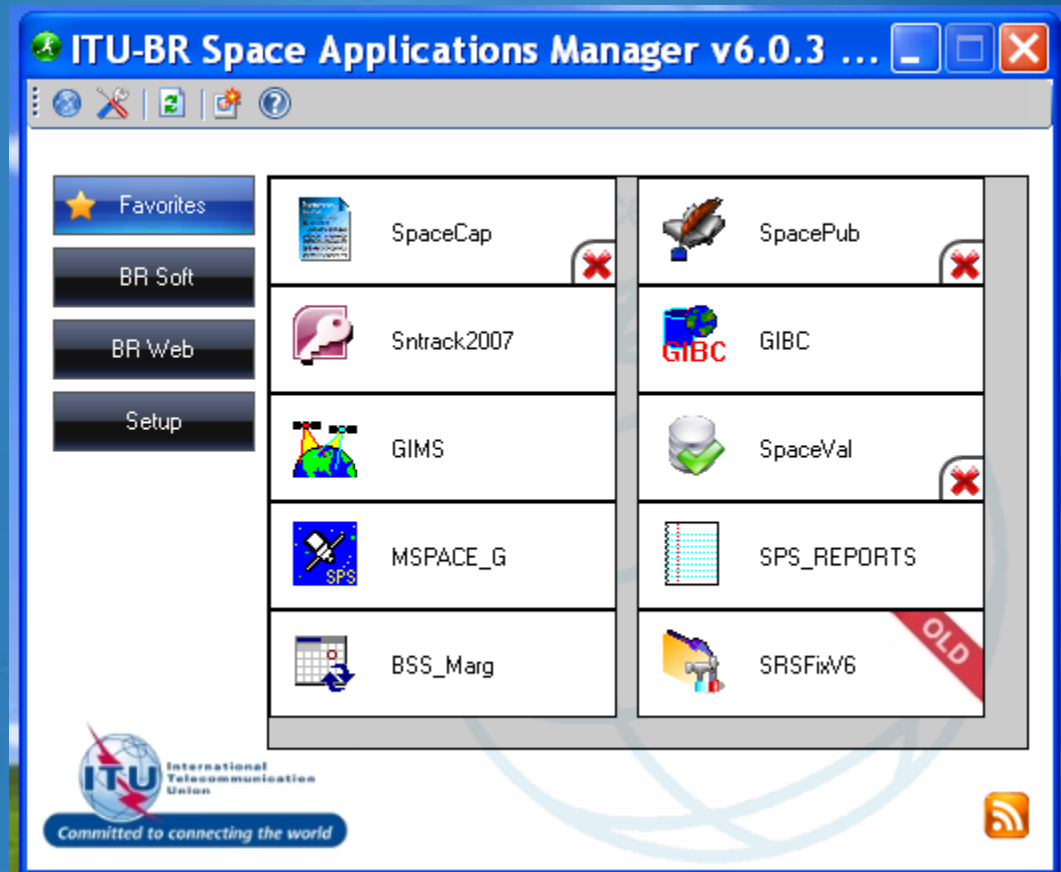 ITU-BR Space Applications Manager v6.0.3 ...
Favorites
BR Soft
BR Web
Setup
SpaceCap
SpacePub
Sntrack2007
GIBC
GIBC
GIMS
SpaceVal
SPS
MSPACE_G
SPS_REPORTS
BSS_Marg
SRSFixV6
OLD
ITU
International
Telecommunication
Union
Committed to connecting the world